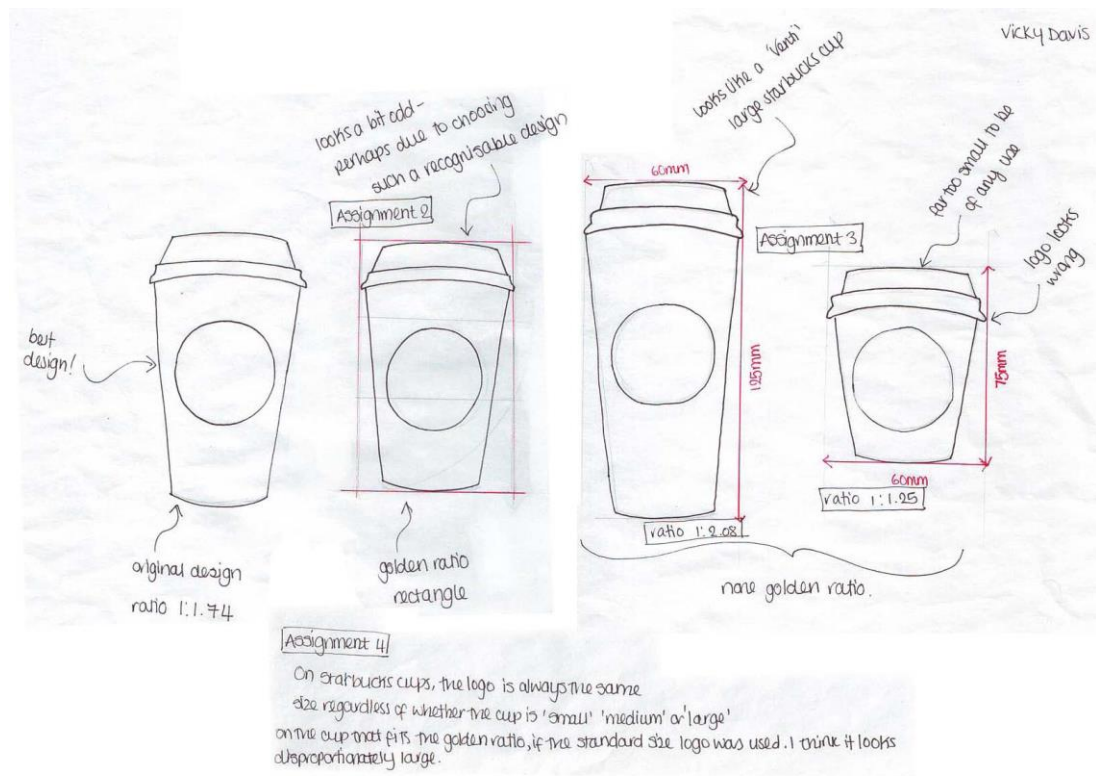 Vicky Davis
looks a bit odd-
perhaps due to choosing
such a recognisable design
Assignment 2
best
design!
original design
ratio 1:1.74
golden ratio
rectangle
looks like a 'Venti'
large starbucks cup
60mm
Assignment 3
125mm
ratio 1:2.08
far too small to be
of any use
logo looks
wrong
75mm
60mm
ratio 1:1.25
none golden ratio.
Assignment 4
On starbucks cups, the logo is always the same
size regardless of whether the cup is 'small' 'medium' or 'large'
on the cup that fits the golden ratio, if the standard size logo was used. I think it looks
disproportionately large.